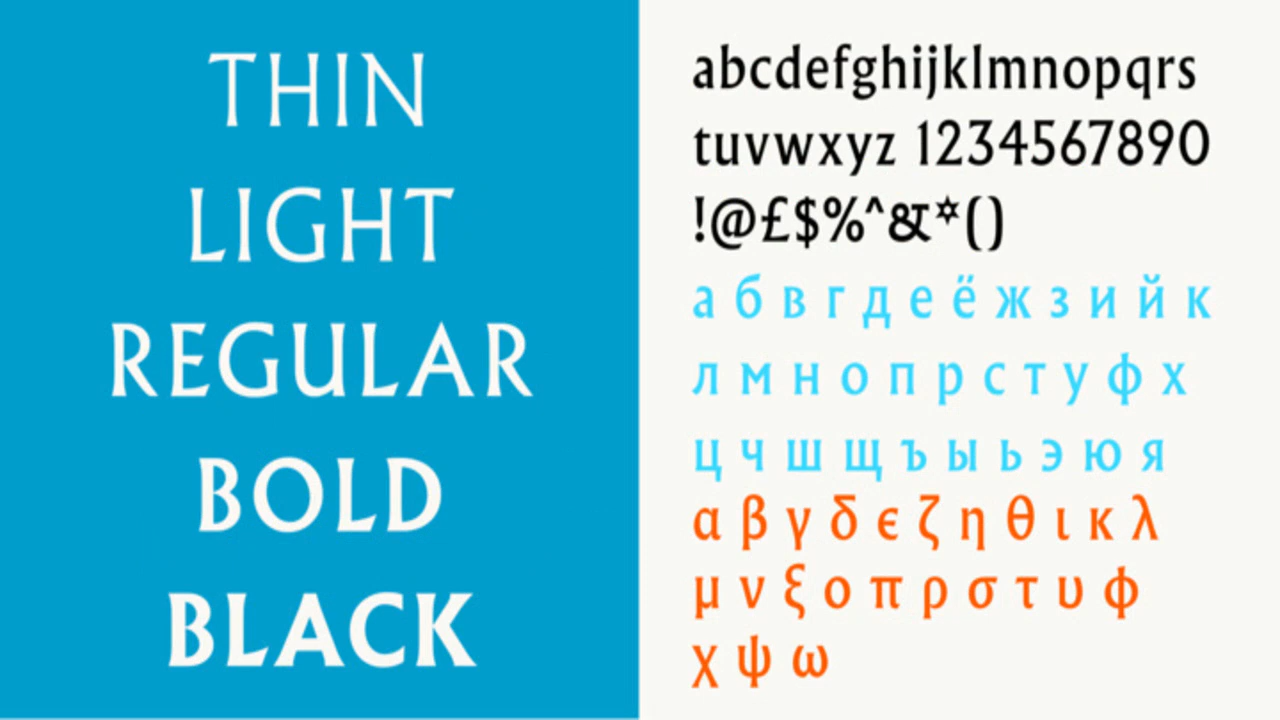 THIN
LIGHT
REGULAR
BOLD
BLACK
abcdefghijklmnopqrs
tuvwxyz 1234567890
!@£$%^&*()
а б в г д е ё ж з и й к
л м н о п р с т у ф х
ц ч ш щ ъ ы ь э ю я
α β γ δ ϵ ζ η θ ι κ λ
μ ν ξ ο π ρ σ τ υ φ
χ ψ ω